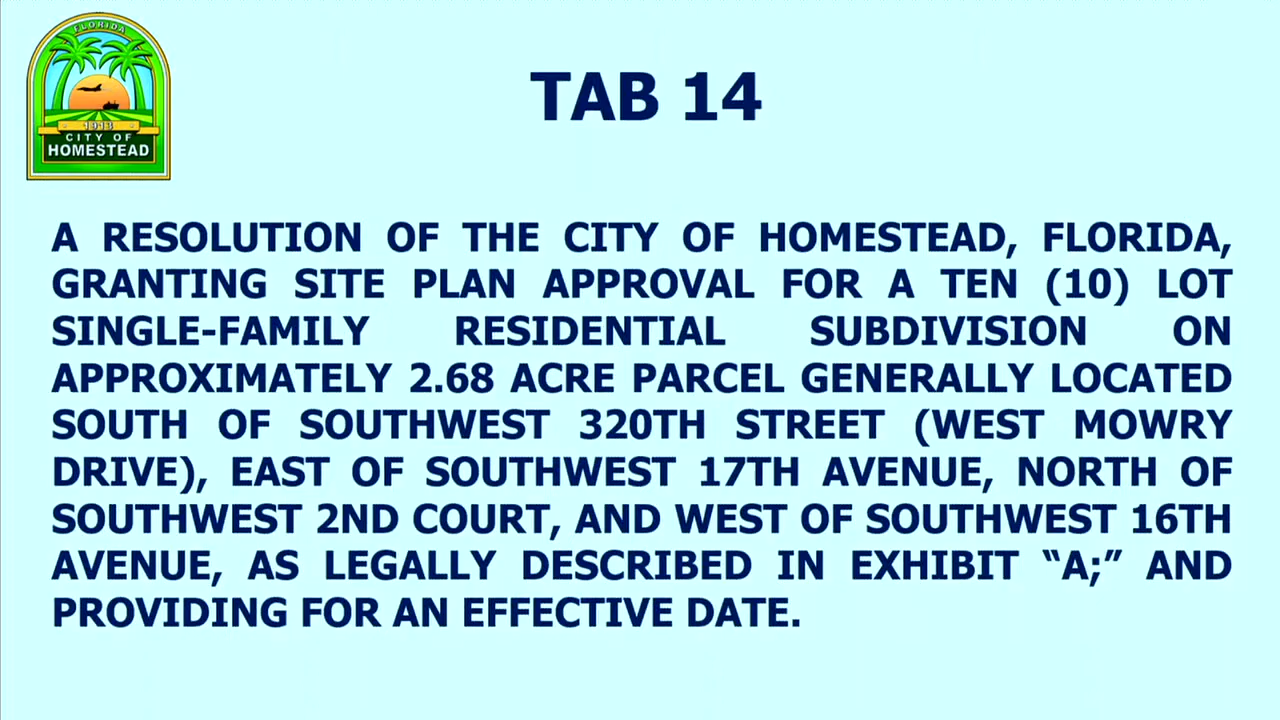 FLORIDA
1913
CITY OF
HOMESTEAD
TAB 14
A RESOLUTION OF THE CITY OF HOMESTEAD, FLORIDA,
GRANTING SITE PLAN APPROVAL FOR A TEN (10) LOT
SINGLE-FAMILY RESIDENTIAL SUBDIVISION ON
APPROXIMATELY 2.68 ACRE PARCEL GENERALLY LOCATED
SOUTH OF SOUTHWEST 320TH STREET (WEST MOWRY
DRIVE), EAST OF SOUTHWEST 17TH AVENUE, NORTH OF
SOUTHWEST 2ND COURT, AND WEST OF SOUTHWEST 16TH
AVENUE, AS LEGALLY DESCRIBED IN EXHIBIT “A;” AND
PROVIDING FOR AN EFFECTIVE DATE.